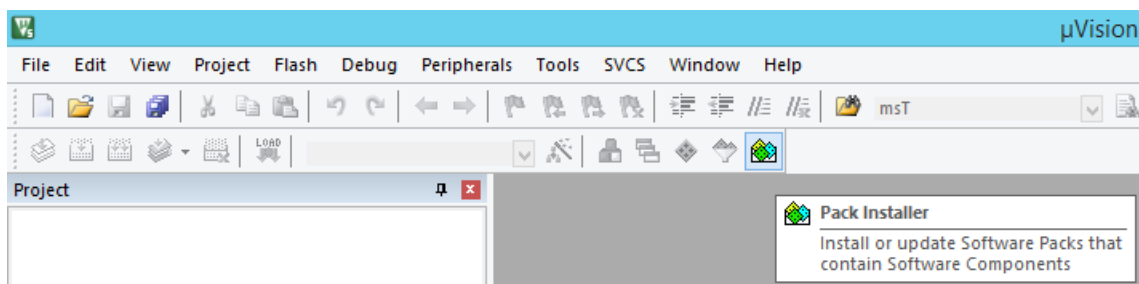 µVision
File Edit View Project Flash Debug Peripherals Tools SVCS Window Help
msT
LOAD
Project
Pack Installer
Install or update Software Packs that
contain Software Components